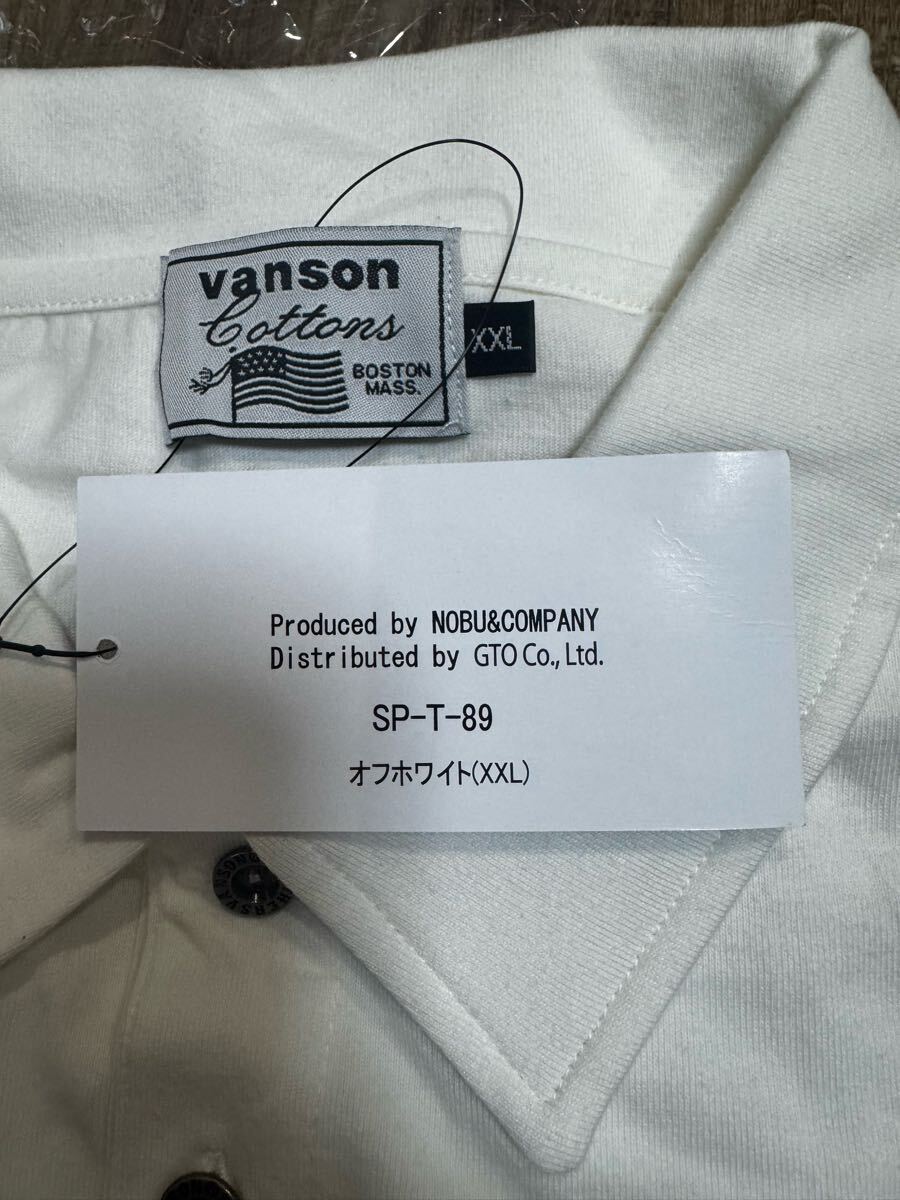 vanson
Cottons
BOSTON
MASS.
XXL
Produced by NOBU&COMPANY
Distributed by GTO Co., Ltd.
SP-T-89
オフホワイト(XXL)